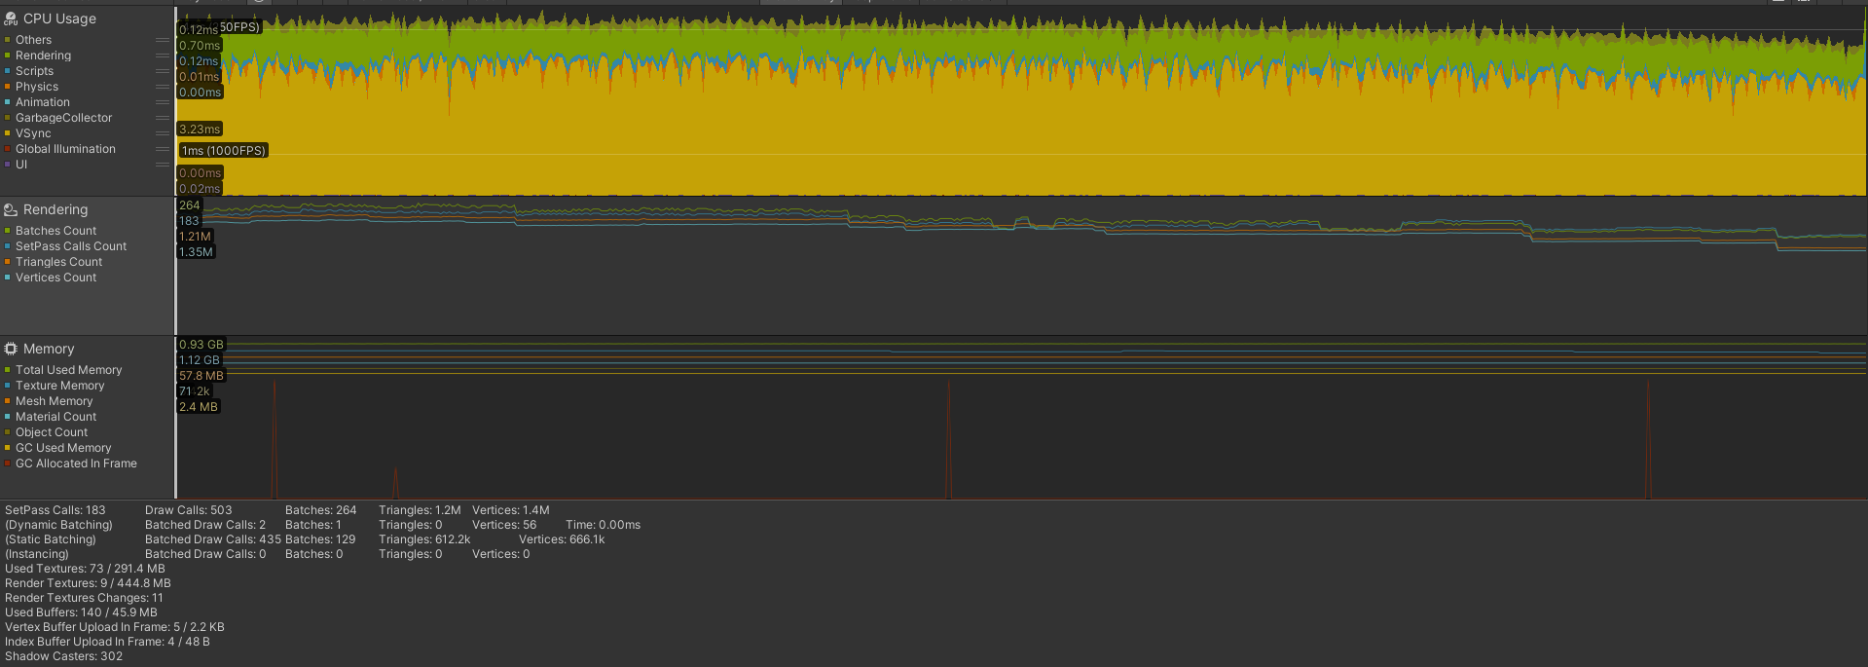 CPU Usage
Others
Rendering
Scripts
Physics
Animation
GarbageCollector
VSync
Global Illumination
UI
0.12ms
50FPS)
0.70ms
0.12ms
0.01ms
0.00ms
3.23ms
1ms (1000FPS)
0.00ms
0.02ms
Rendering
Batches Count
SetPass Calls Count
Triangles Count
Vertices Count
264
183
1.21M
1.35M
Memory
Total Used Memory
Texture Memory
Mesh Memory
Material Count
Object Count
GC Used Memory
GC Allocated In Frame
0.93 GB
1.12 GB
57.8 MB
2.4 MB
SetPass Calls: 183 Draw Calls: 503 Batches: 264 Triangles: 1.2M Vertices: 1.4M
(Dynamic Batching) Batched Draw Calls: 2 Batches: 1 Triangles: 0 Vertices: 56 Time: 0.00ms
(Static Batching) Batched Draw Calls: 435 Batches: 129 Triangles: 612.2k Vertices: 666.1k
(Instancing) Batched Draw Calls: 0 Batches: 0 Triangles: 0 Vertices: 0
Used Textures: 73 / 291.4 MB
Render Textures: 9 / 444.8 MB
Render Textures Changes: 11
Used Buffers: 140 / 45.9 MB
Vertex Buffer Upload In Frame: 5 / 2.2 KB
Index Buffer Upload In Frame: 4 / 48 B
Shadow Casters: 302